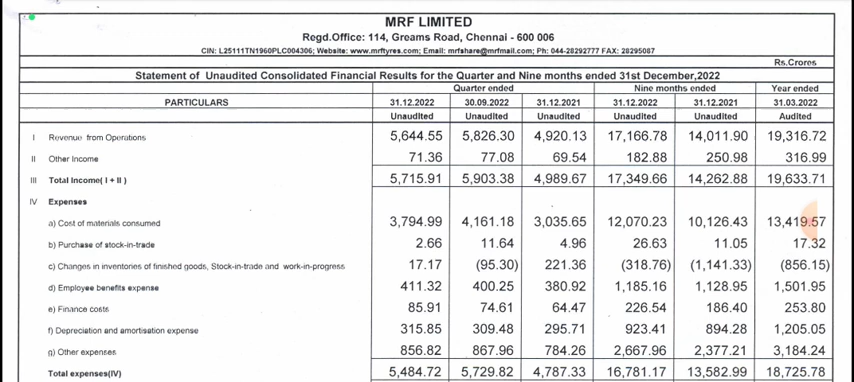 MRF LIMITED
Regd.Office: 114, Greams Road, Chennai - 600 006
CIN: L25111TN1960PLC004306; Website: www.mrftyres.com; Email: mrfshare@mrfmail.com; Ph: 044-28292777 FAX: 28295087
Rs.Crores
Statement of Unaudited Consolidated Financial Results for the Quarter and Nine months ended 31st December,2022
Quarter ended Nine months ended Year ended
PARTICULARS 31.12.2022 30.09.2022 31.12.2021 31.12.2022 31.12.2021 31.03.2022
Unaudited Unaudited Unaudited Unaudited Unaudited Audited
I Revenue from Operations 5,644.55 5,826.30 4,920.13 17,166.78 14,011.90 19,316.72
II Other Income 71.36 77.08 69.54 182.88 250.98 316.99
III Total Income( I + II ) 5,715.91 5,903.38 4,989.67 17,349.66 14,262.88 19,633.71
IV Expenses
a) Cost of materials consumed 3,794.99 4,161.18 3,035.65 12,070.23 10,126.43 13,419.57
b) Purchase of stock-in-trade 2.66 11.64 4.96 26.63 11.05 17.32
c) Changes in inventories of finished goods, Stock-in-trade and work-in-progress 17.17 (95.30) 221.36 (318.76) (1,141.33) (856.15)
d) Employee benefits expense 411.32 400.25 380.92 1,185.16 1,128.95 1,501.95
e) Finance costs 85.91 74.61 64.47 226.54 186.40 253.80
f) Depreciation and amortisation expense 315.85 309.48 295.71 923.41 894.28 1,205.05
g) Other expenses 856.82 867.96 784.26 2,667.96 2,377.21 3,184.24
Total expenses(IV) 5,484.72 5,729.82 4,787.33 16,781.17 13,582.99 18,725.78